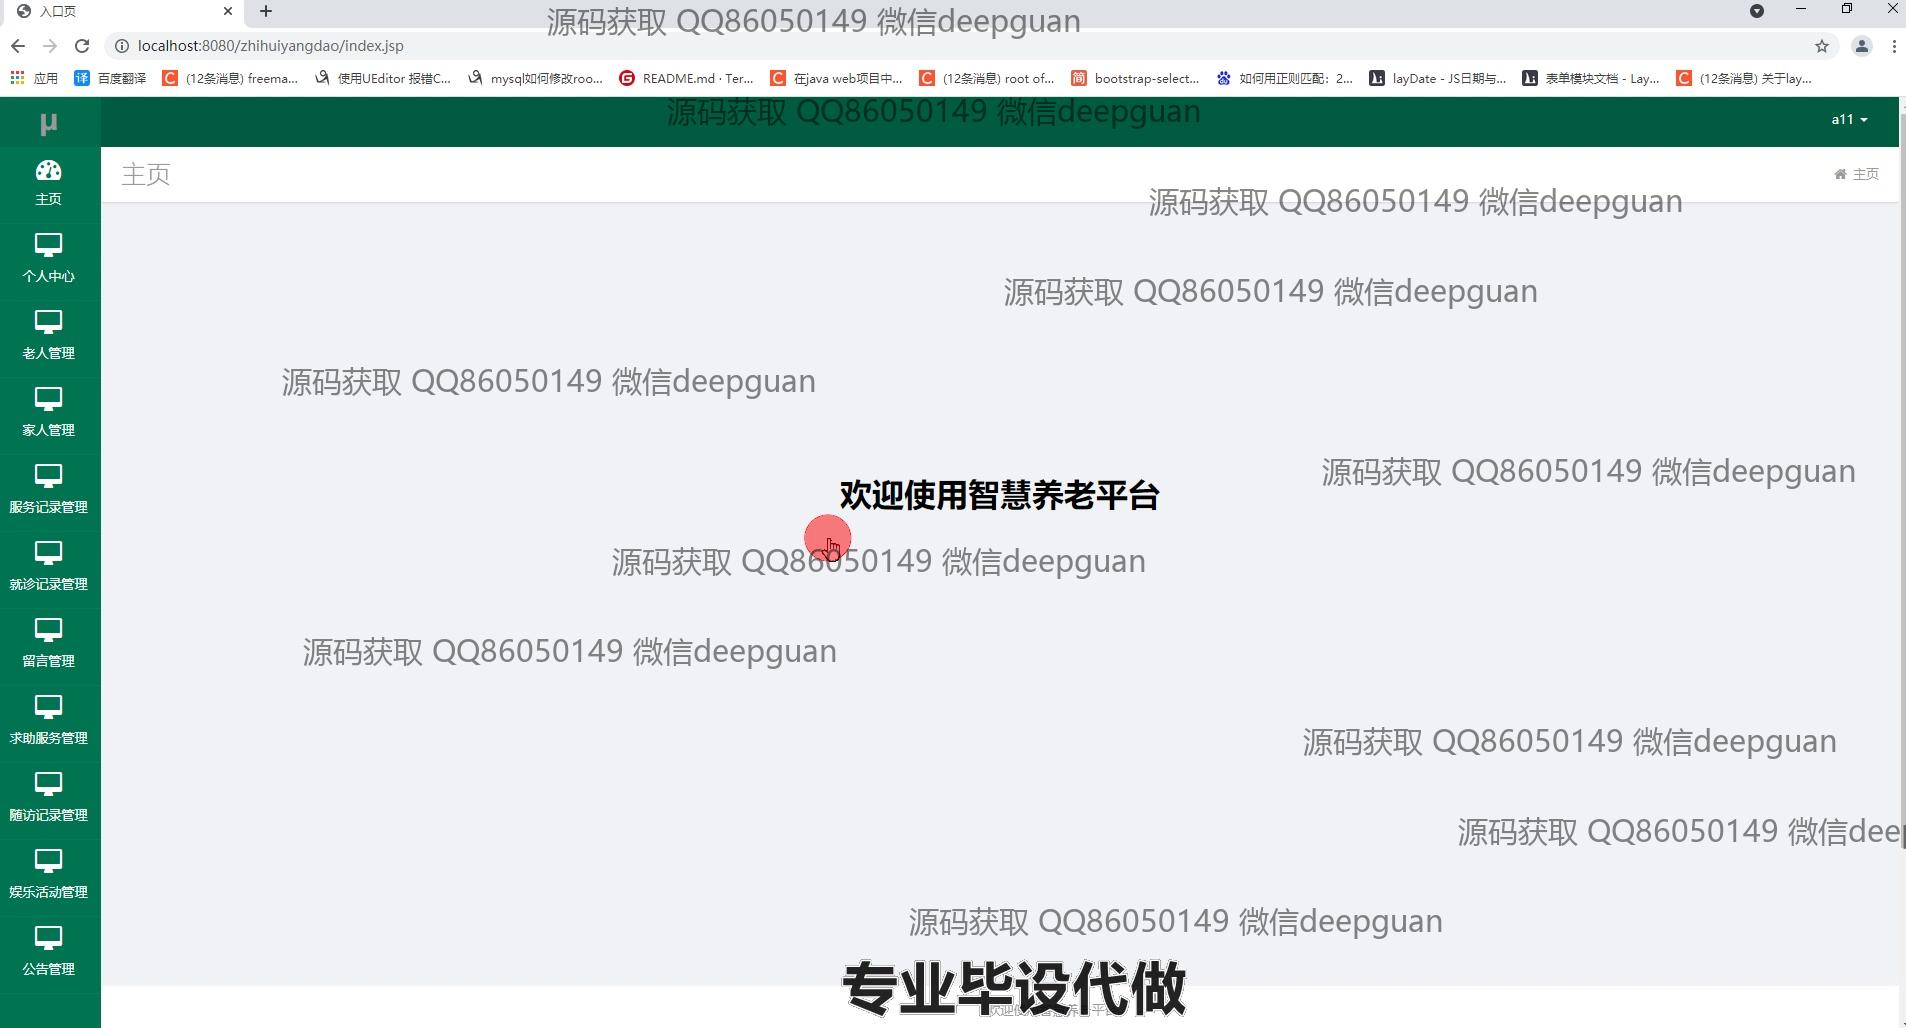 入口页
源码获取 QQ86050149 微信deepguan
localhost:8080/zhihuiyangdao/index.jsp
应用
百度翻译
(12条消息) freema...
使用UEditor 报错C...
mysql如何修改roo...
README.md · Ter...
在java web项目中...
(12条消息) root of...
bootstrap-select...
如何用正则匹配：2...
layDate - JS日期与...
表单模块文档 - Lay...
(12条消息) 关于lay...
μ
源码获取 QQ86050149 微信deepguan
a11
主页
主页
主页
源码获取 QQ86050149 微信deepguan
个人中心
源码获取 QQ86050149 微信deepguan
老人管理
源码获取 QQ86050149 微信deepguan
家人管理
源码获取 QQ86050149 微信deepguan
欢迎使用智慧养老平台
服务记录管理
源码获取 QQ86050149 微信deepguan
就诊记录管理
源码获取 QQ86050149 微信deepguan
留言管理
求助服务管理
源码获取 QQ86050149 微信deepguan
随访记录管理
源码获取 QQ86050149 微信deep
娱乐活动管理
源码获取 QQ86050149 微信deepguan
公告管理
专业毕设代做